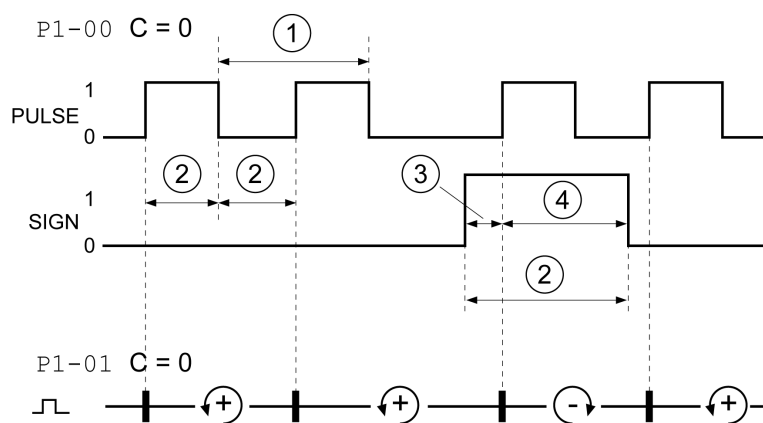 P1-00 C = 0
1
1
PULSE
0
2 2 3 4
1
SIGN
0
2
P1-01 C = 0
+ + - +